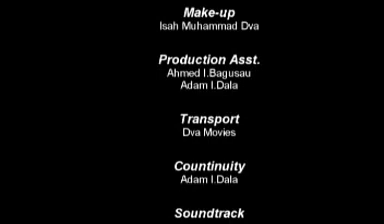 Make-up
Isah Muhammad Dva
Production Asst.
Ahmed I.Bagusau
Adam I.Dala
Transport
Dva Movies
Countinuity
Adam I.Dala
Soundtrack